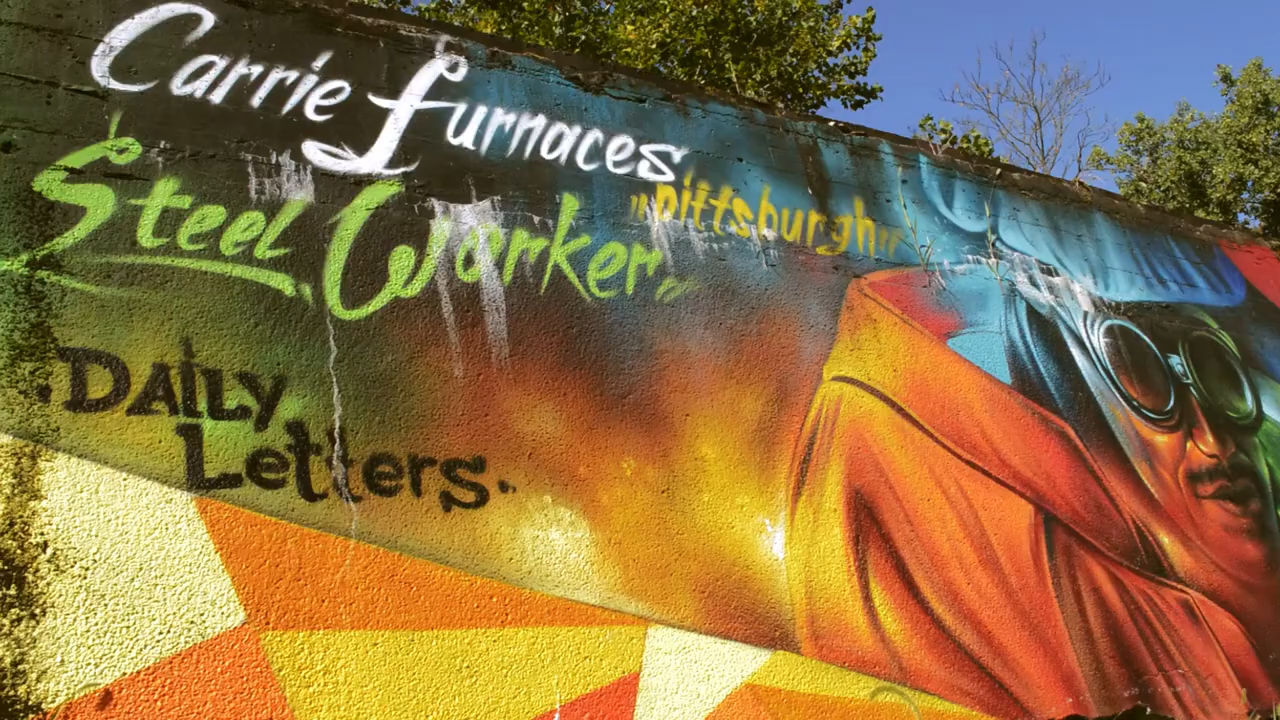 Carrie Furnaces
Steel Worker
"pittsburgh"
DAiLy
Letters.